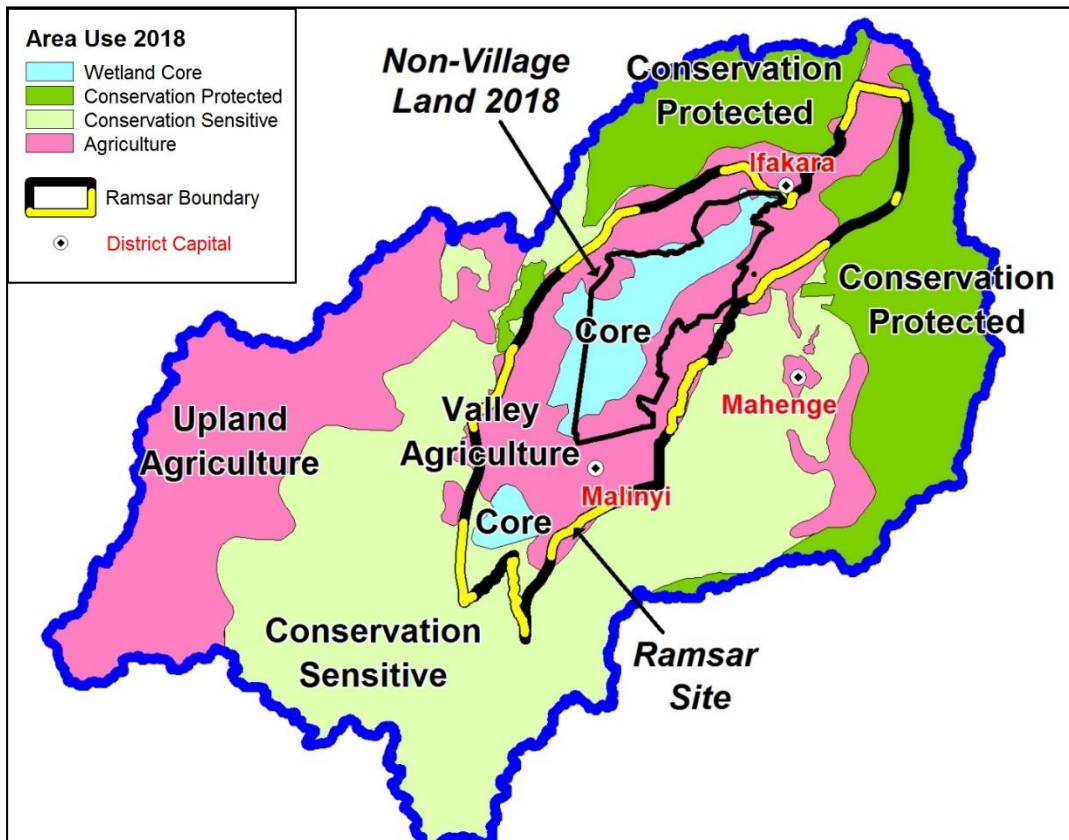 Area Use 2018
Wetland Core
Conservation Protected
Conservation Sensitive
Agriculture
Ramsar Boundary
District Capital
Non-Village
Land 2018
Conservation
Protected
Ifakara
Conservation
Protected
Core
Mahenge
Upland
Agriculture
Valley
Agriculture
Malinyi
Core
Conservation
Sensitive
Ramsar
Site